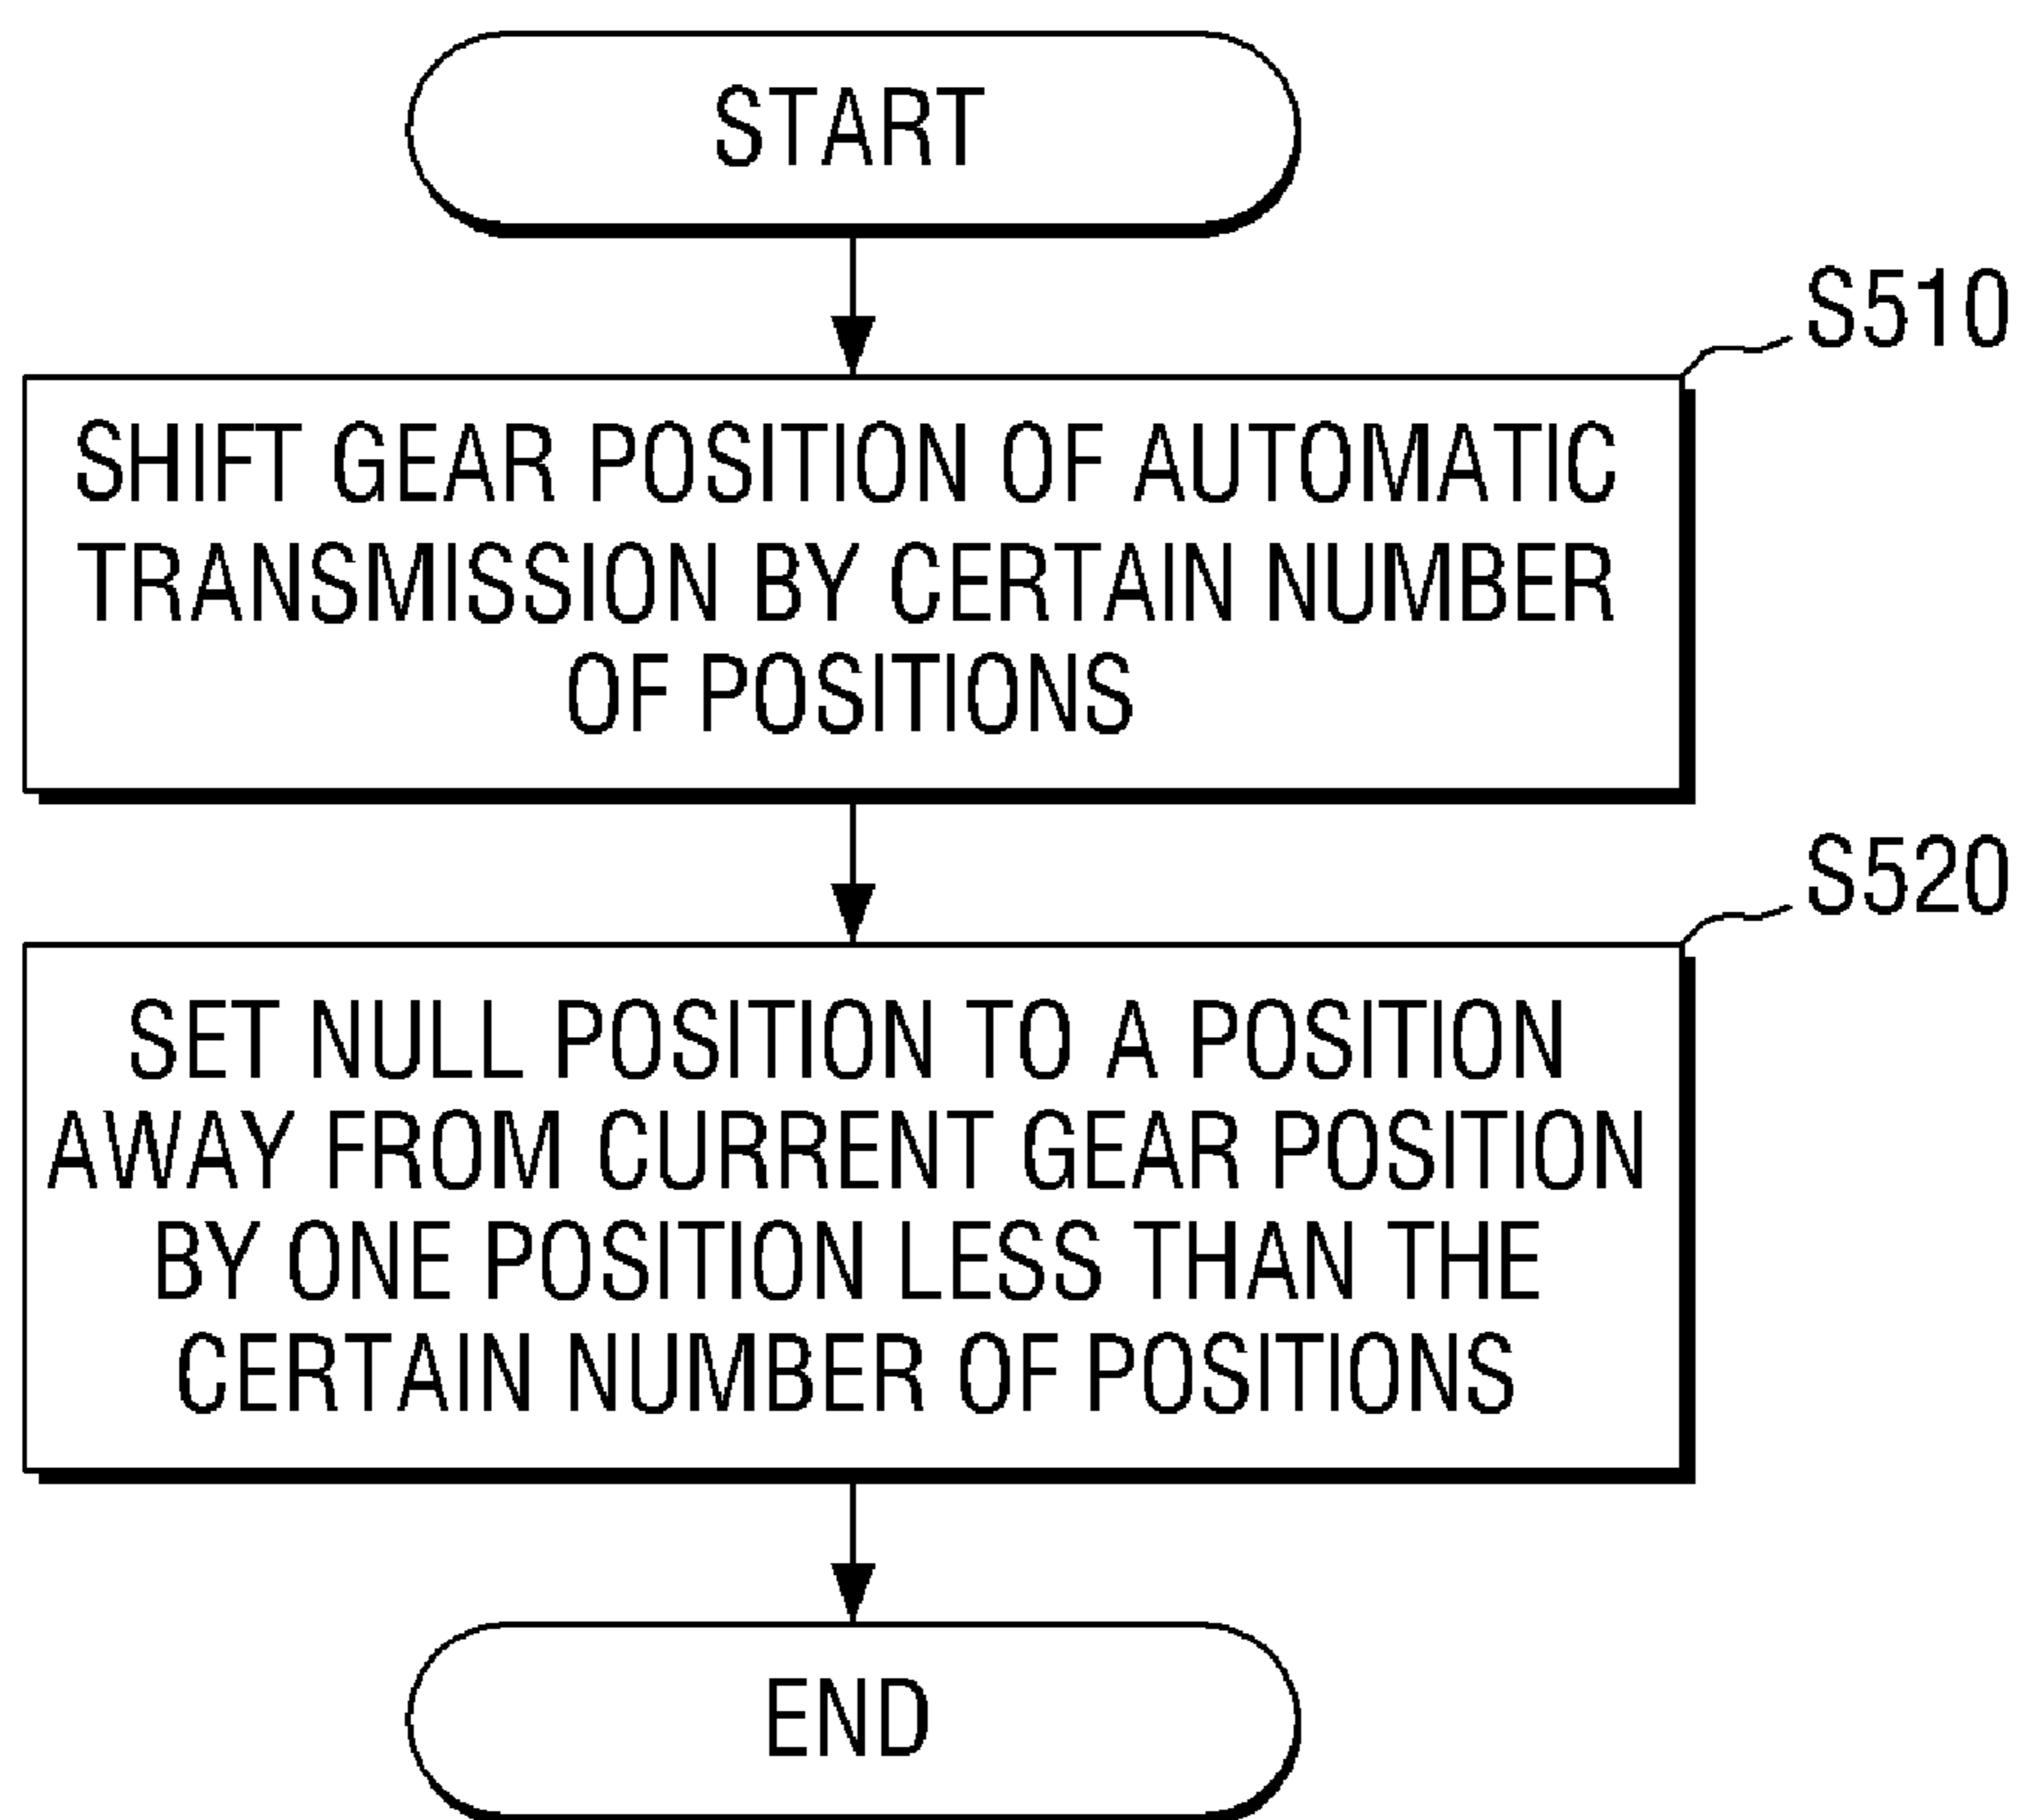 START
S510
SHIFT GEAR POSITION OF AUTOMATIC
TRANSMISSION BY CERTAIN NUMBER
OF POSITIONS
S520
SET NULL POSITION TO A POSITION
AWAY FROM CURRENT GEAR POSITION
BY ONE POSITION LESS THAN THE
CERTAIN NUMBER OF POSITIONS
END